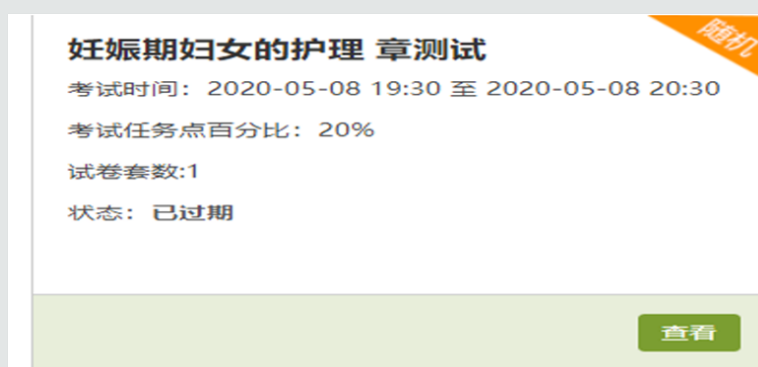 随机
妊娠期妇女的护理 章测试
考试时间：2020-05-08 19:30 至 2020-05-08 20:30
考试任务点百分比：20%
试卷套数:1
状态：已过期
查看